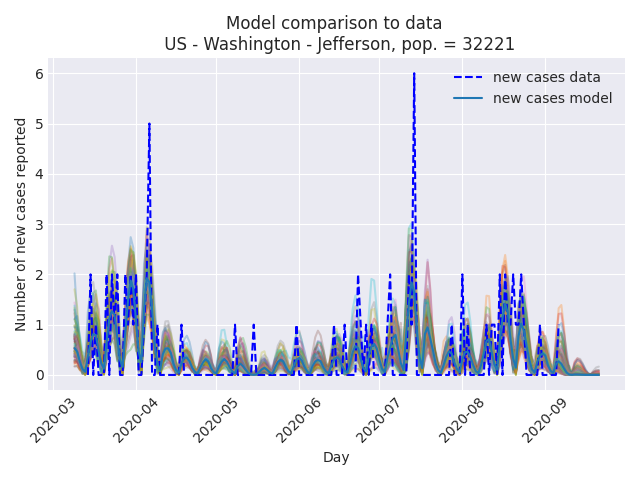 Model comparison to data
US - Washington - Jefferson, pop. = 32221
Number of new cases reported
6
5
4
3
2
1
0
new cases data
new cases model
2020-03
2020-04
2020-05
2020-06
2020-07
2020-08
2020-09
Day